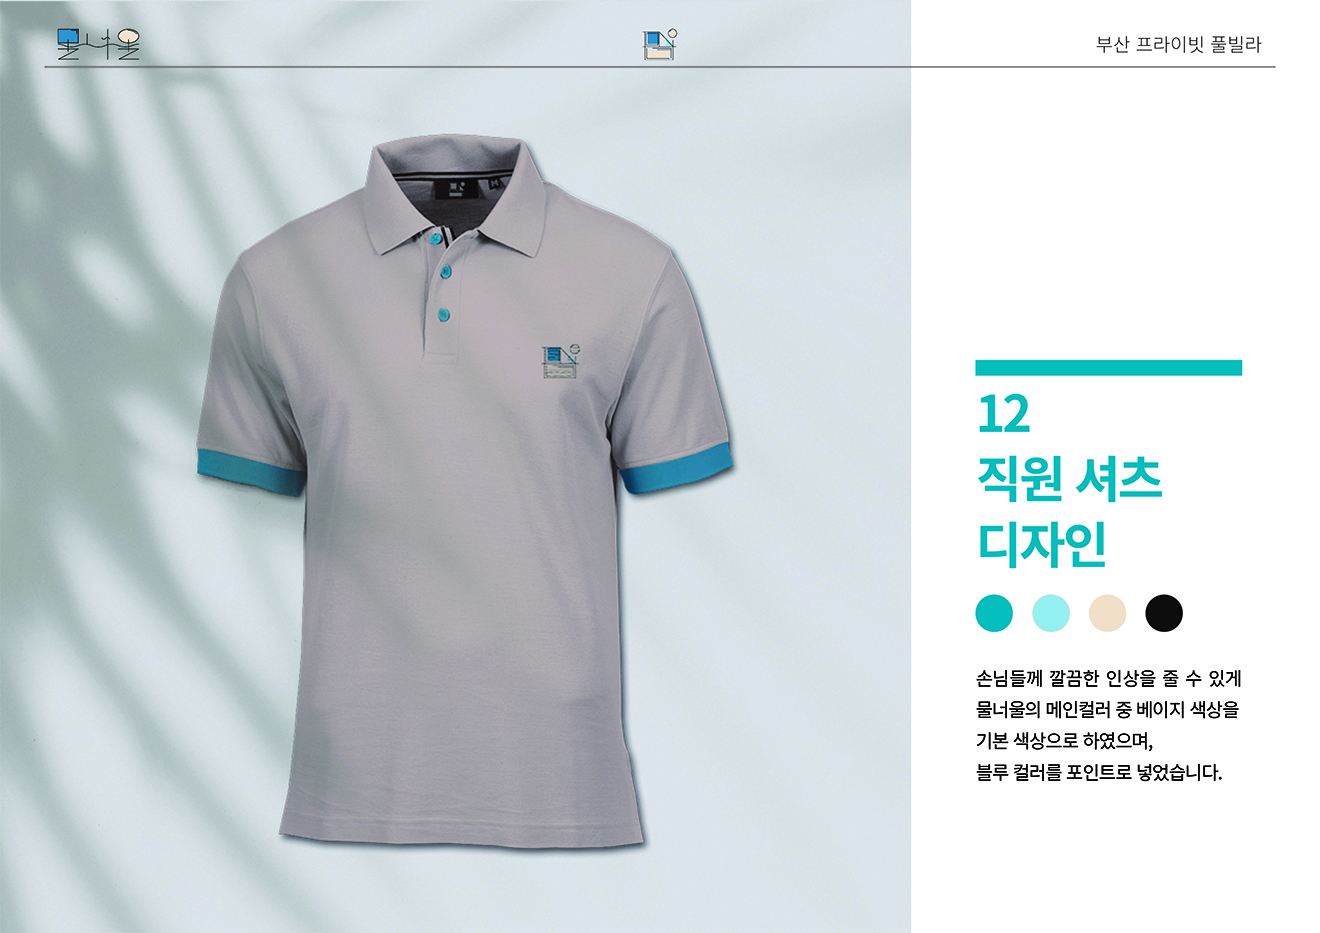 물너울
부산 프라이빗 풀빌라
M
12
직원 셔츠
디자인
손님들께 깔끔한 인상을 줄 수 있게
물너울의 메인컬러 중 베이지 색상을
기본 색상으로 하였으며,
블루 컬러를 포인트로 넣었습니다.